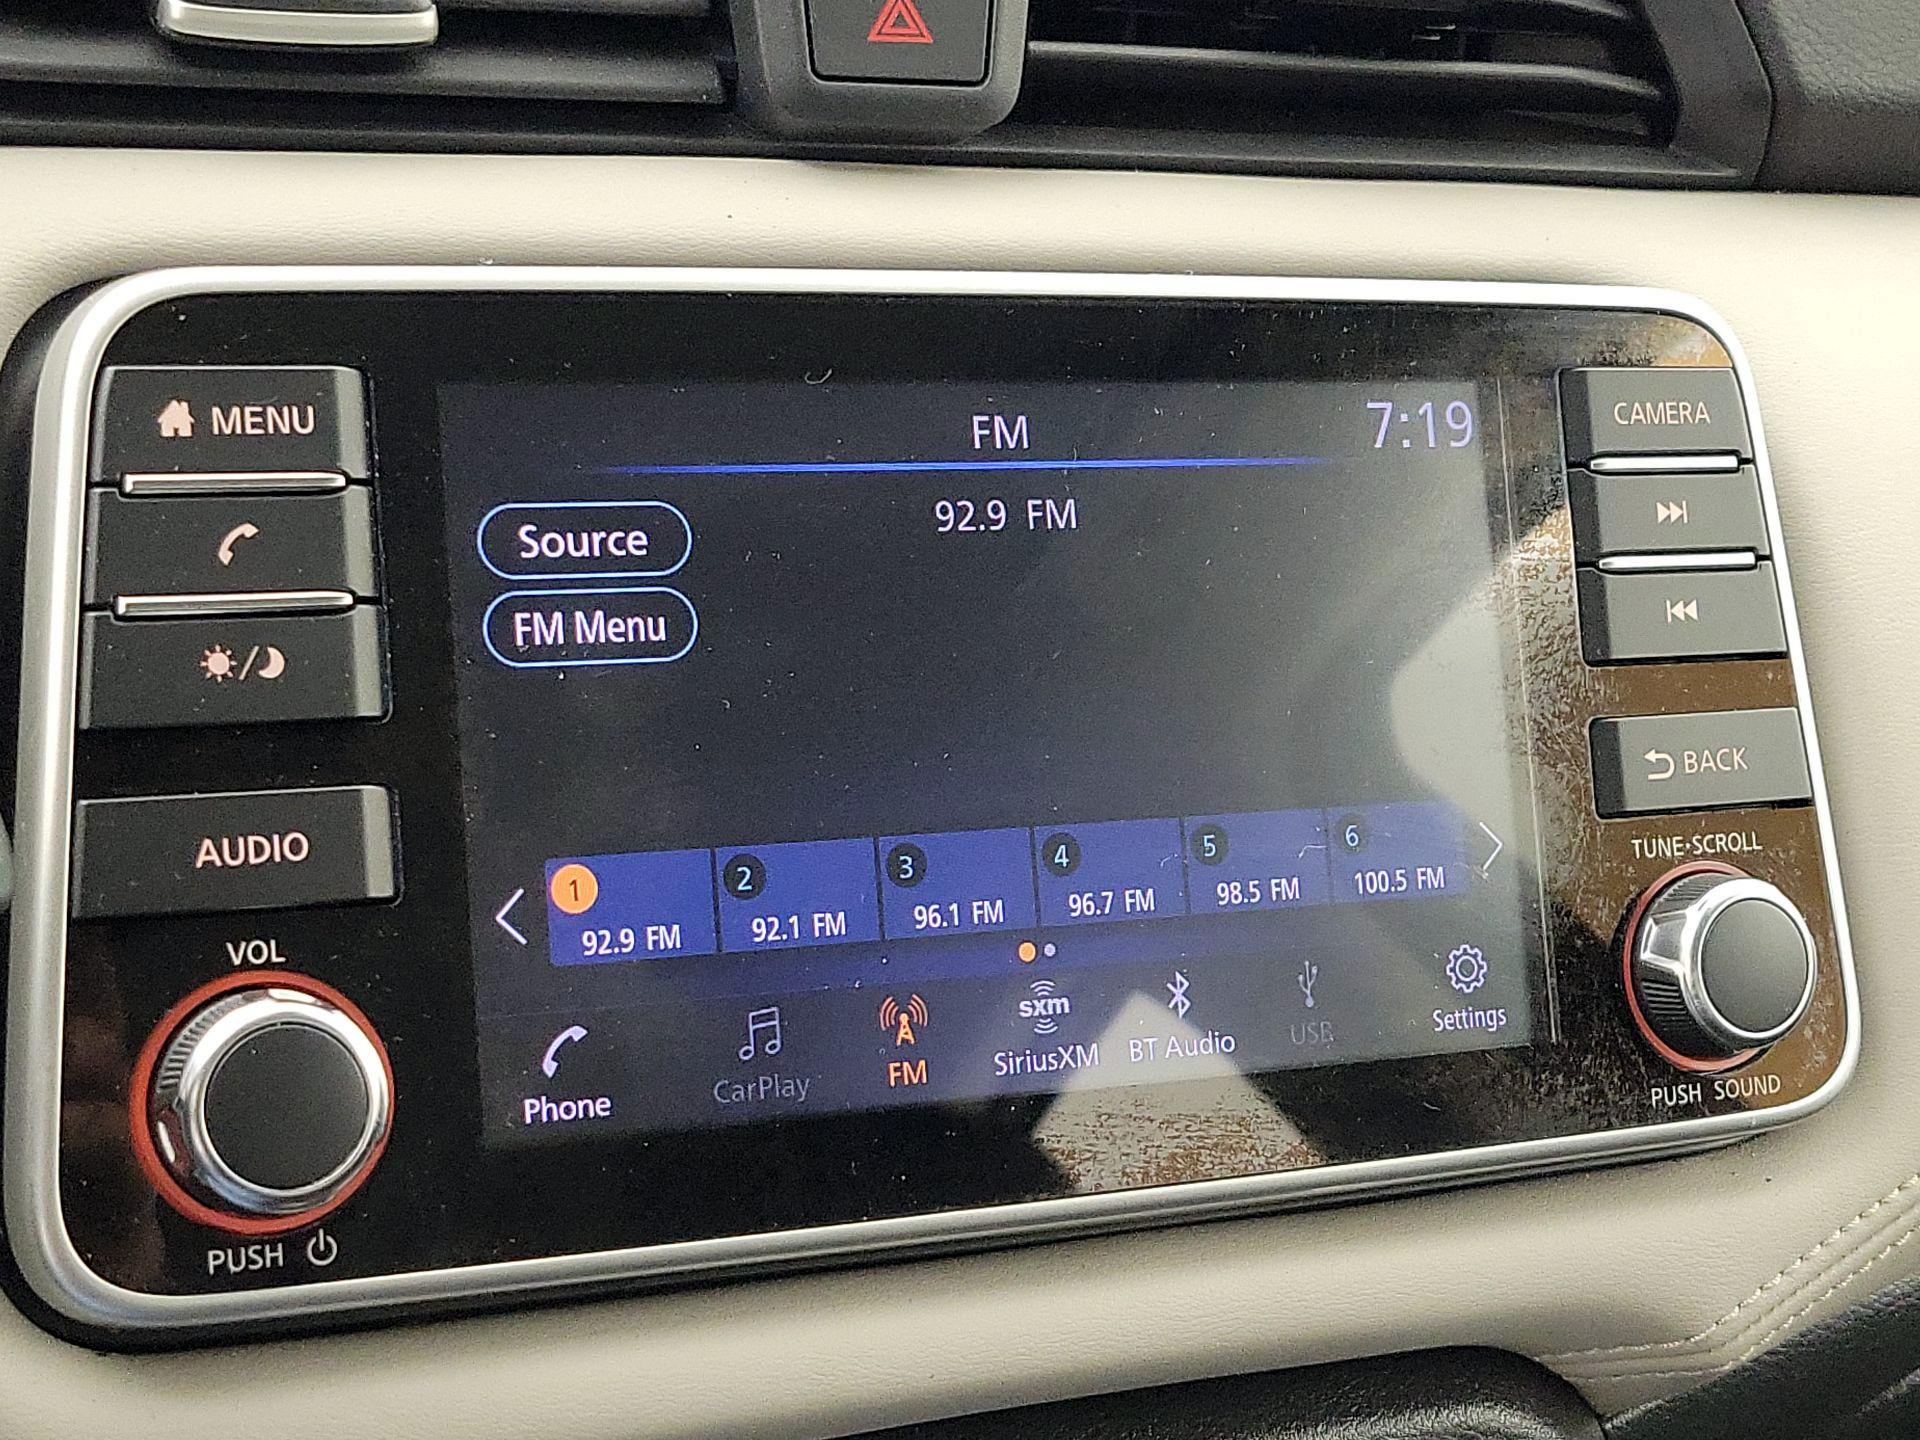 MENU
AUDIO
VOL
PUSH
FM
7:19
92.9 FM
Source
FM Menu
1
92.9 FM
2
92.1 FM
3
96.1 FM
4
96.7 FM
5
98.5 FM
6
100.5 FM
Phone
CarPlay
FM
sxm
SiriusXM
BT Audio
USB
Settings
CAMERA
BACK
TUNE·SCROLL
PUSH SOUND